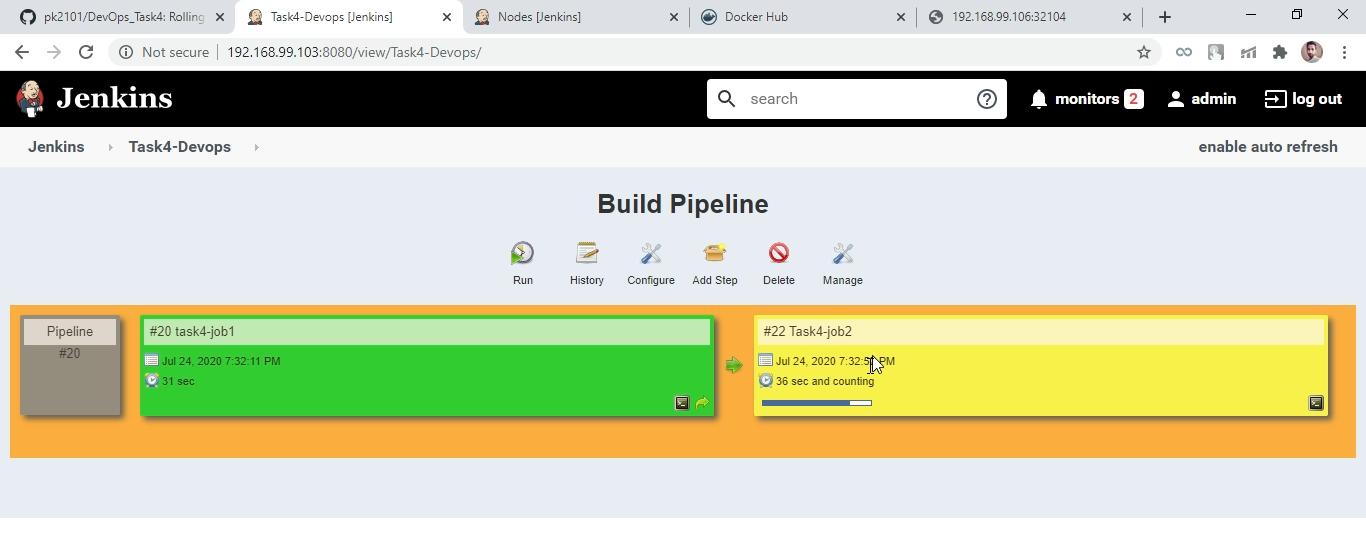 pk2101/DevOps_Task4: Rolling
Task4-Devops [Jenkins]
Nodes [Jenkins]
Docker Hub
192.168.99.106:32104
Not secure
192.168.99.103:8080/view/Task4-Devops/
Jenkins
search
monitors 2
admin
log out
Jenkins
Task4-Devops
enable auto refresh
Build Pipeline
Run
History
Configure
Add Step
Delete
Manage
Pipeline
#20
#20 task4-job1
Jul 24, 2020 7:32:11 PM
31 sec
#22 Task4-job2
Jul 24, 2020 PM
36 sec and counting